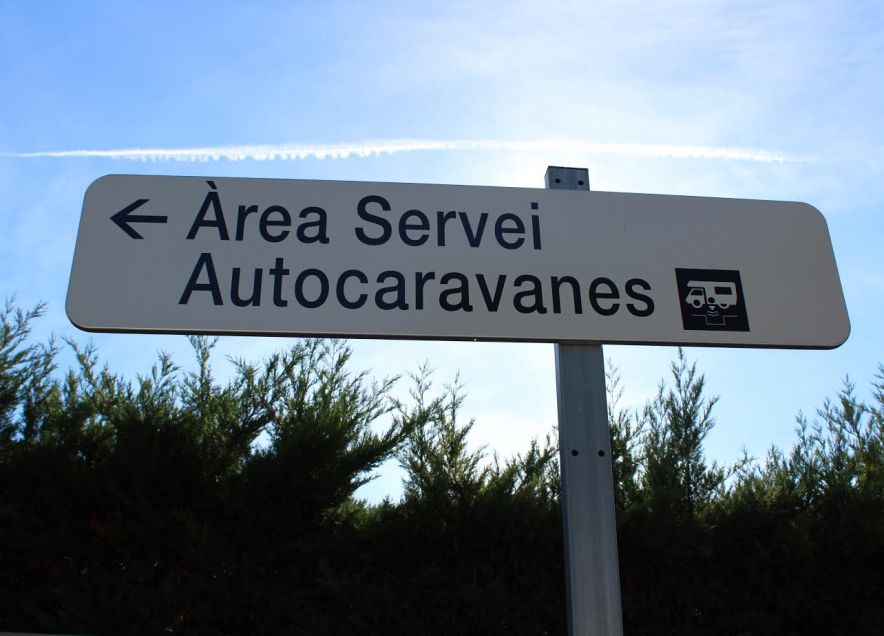 ← Àrea Servei
Autocaravanes